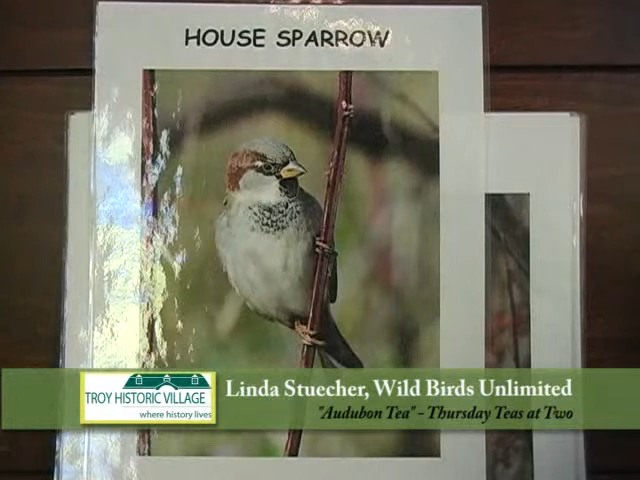 HOUSE SPARROW
TROY HISTORIC VILLAGE
where history lives
Linda Stuecher, Wild Birds Unlimited
"Audubon Tea" - Thursday Teas at Two